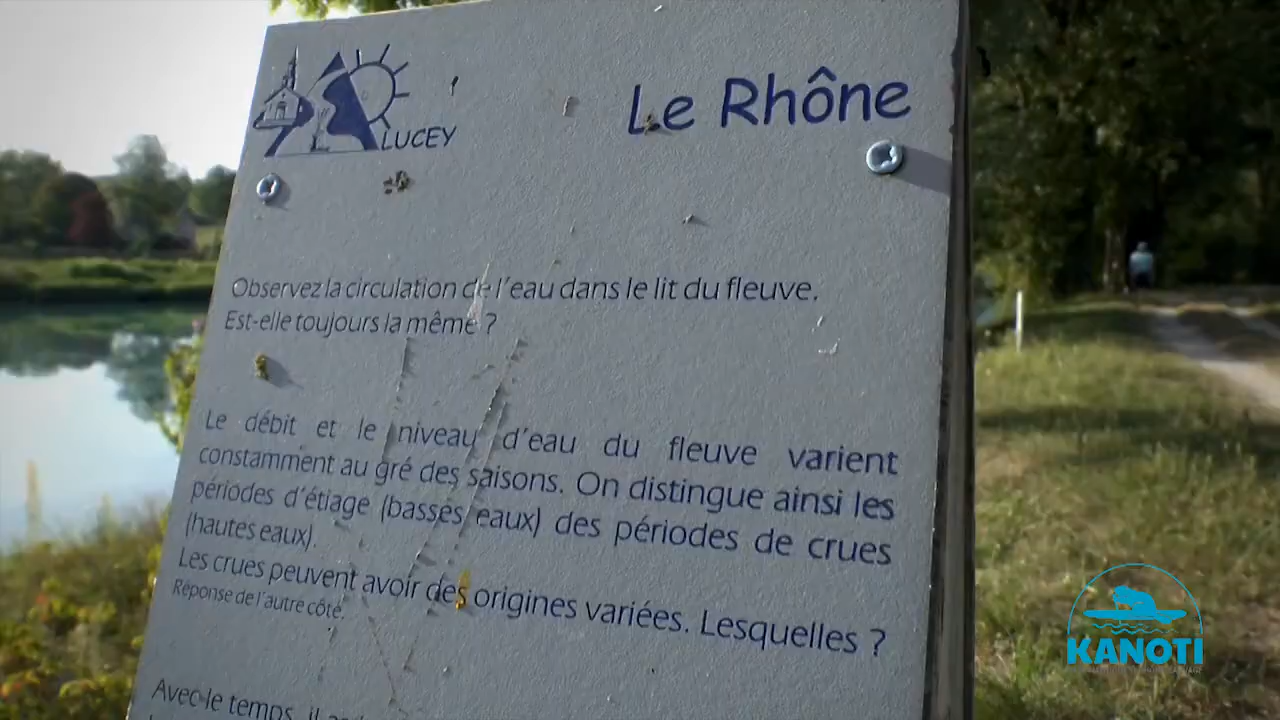 LUCEY
Le Rhône
Observez la circulation de l'eau dans le lit du fleuve.
Est-elle toujours la même ?
Le débit et le niveau d'eau du fleuve varient
constamment au gré des saisons. On distingue ainsi les
périodes d'étiage (basses eaux) des périodes de crues
(hautes eaux).
Les crues peuvent avoir des origines variées. Lesquelles ?
Réponse de l'autre côté.
Avec le temps, il
KANOTI